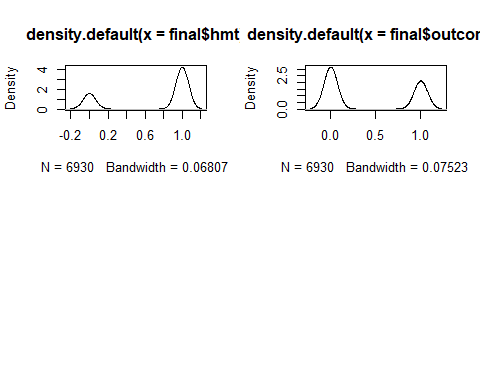 density.default(x = final$hmt
Density
0 2 4
-0.2 0.2 0.6 1.0
N = 6930 Bandwidth = 0.06807
density.default(x = final$outcor
Density
0.0 2.5
0.0 0.5 1.0
N = 6930 Bandwidth = 0.07523